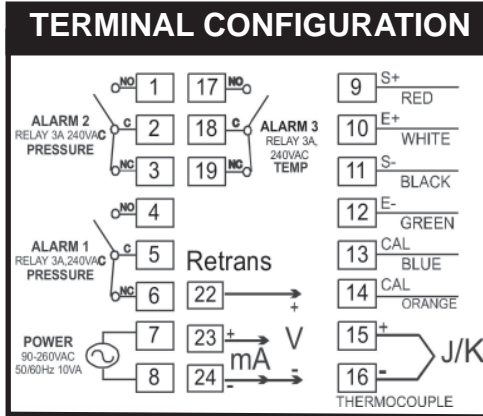 TERMINAL CONFIGURATION
NO 1 17 NO 9 S+ RED
ALARM 2
RELAY 3A 240VAC
PRESSURE
C 2 18 C
ALARM 3
RELAY 3A,
240VAC
TEMP
10 E+ WHITE
NC 3 19 NC 11 S- BLACK
NO 4 12 E- GREEN
ALARM 1
RELAY 3A,240VAC
PRESSURE
C 5 Retrans 13 CAL BLUE
NC 6 22 + 14 CAL ORANGE
POWER
90-260VAC
50/60Hz 10VA
7 23 + V 15 + J/K
mA
8 24 - - 16 -
THERMOCOUPLE